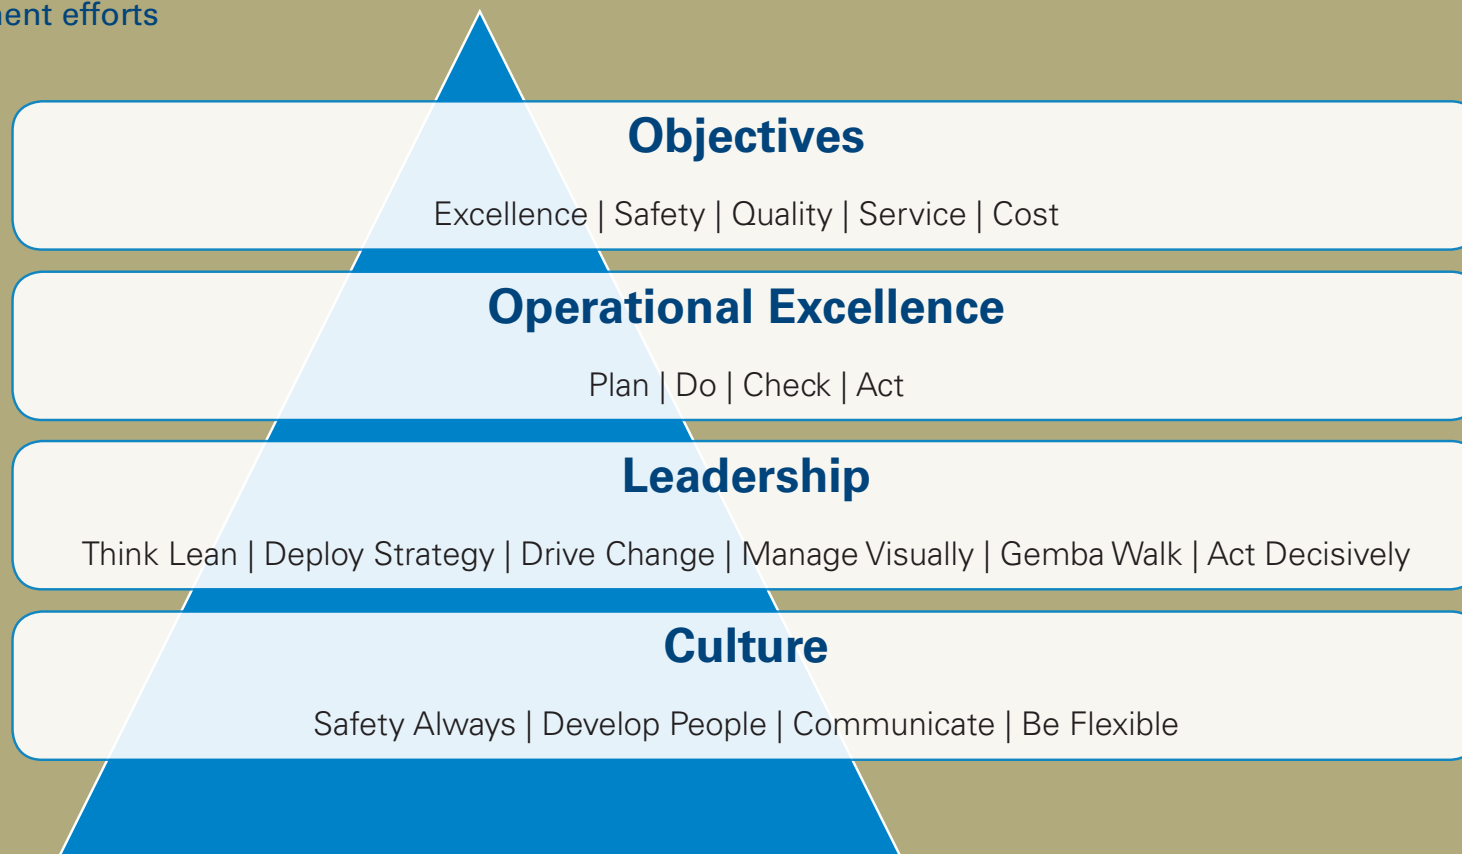 efforts
Objectives
Excellence | Safety | Quality | Service | Cost
Operational Excellence
Plan | Do | Check | Act
Leadership
Think Lean | Deploy Strategy | Drive Change | Manage Visually | Gemba Walk | Act Decisively
Culture
Safety Always | Develop People | Communicate | Be Flexible